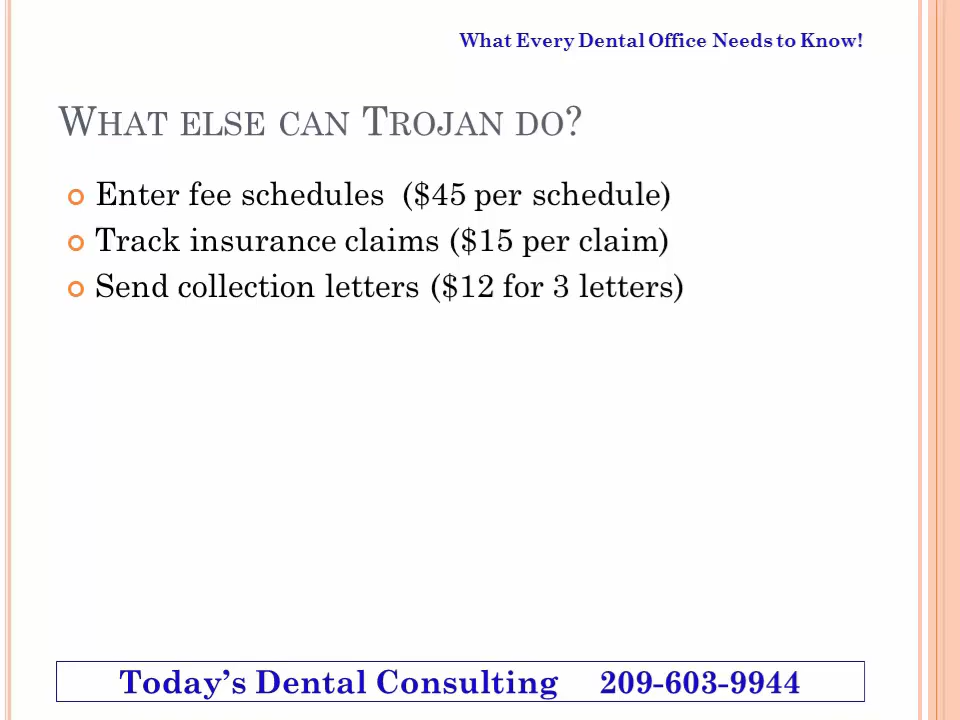 What Every Dental Office Needs to Know!
WHAT ELSE CAN TROJAN DO?
Enter fee schedules  ($45 per schedule)
Track insurance claims ($15 per claim)
Send collection letters ($12 for 3 letters)
Today’s Dental Consulting    209-603-9944